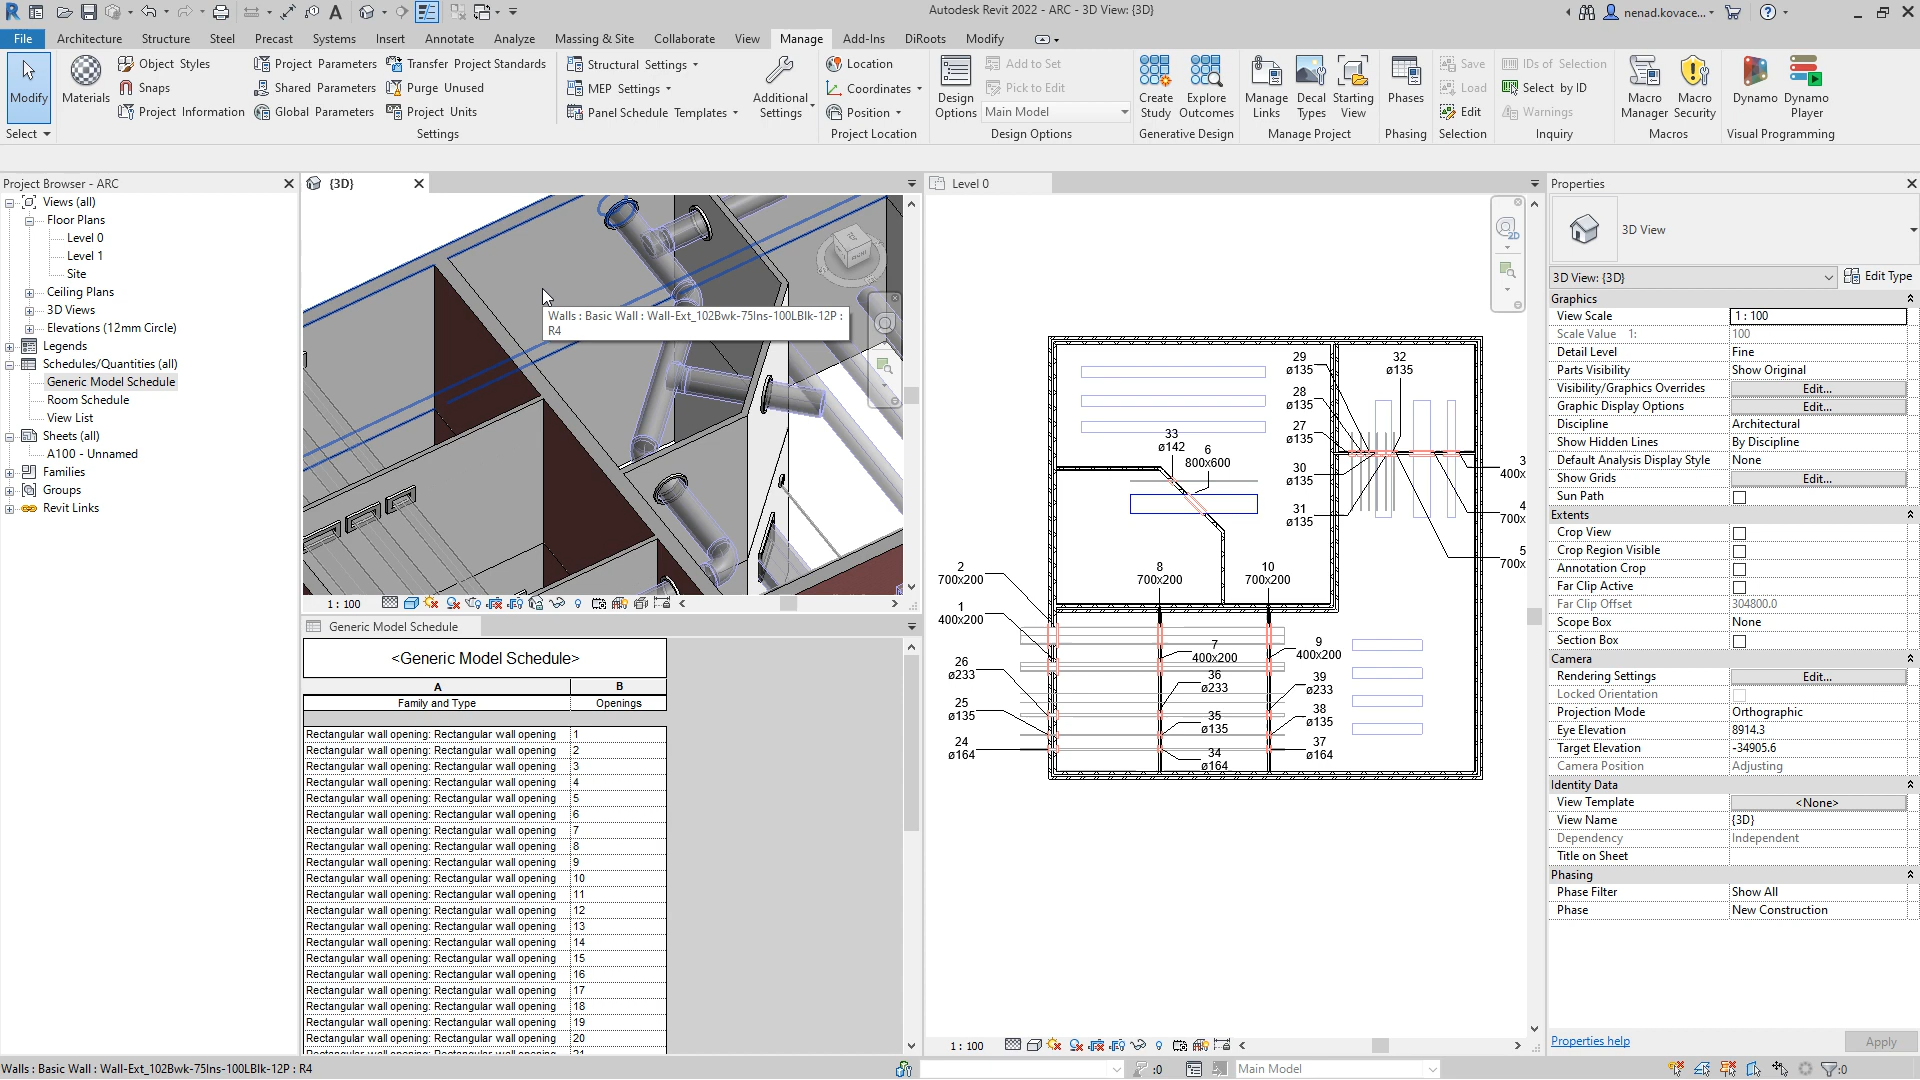 Autodesk Revit 2022 - ARC - 3D View: {3D}
nenad.kovace...
File Architecture Structure Steel Precast Systems Insert Annotate Analyze Massing & Site Collaborate View Manage Add-Ins DiRoots Modify
Modify
Select
Materials
Object Styles
Snaps
Project Information
Project Parameters
Shared Parameters
Global Parameters
Transfer Project Standards
Purge Unused
Project Units
Settings
Structural Settings
MEP Settings
Panel Schedule Templates
Additional Settings
Location
Coordinates
Position
Project Location
Design Options
Add to Set
Pick to Edit
Main Model
Design Options
Create Study
Explore Outcomes
Generative Design
Manage Links
Decal Types
Starting View
Manage Project
Phases
Phasing
Save
Load
Edit
Selection
IDs of Selection
Select by ID
Warnings
Inquiry
Macro Manager
Macro Security
Macros
Dynamo
Dynamo Player
Visual Programming
Project Browser - ARC
Views (all)
Floor Plans
Level 0
Level 1
Site
Ceiling Plans
3D Views
Elevations (12mm Circle)
Legends
Schedules/Quantities (all)
Generic Model Schedule
Room Schedule
View List
Sheets (all)
A100 - Unnamed
Families
Groups
Revit Links
{3D}
Walls : Basic Wall : Wall-Ext_102Bwk-75Ins-100LBlk-12P :
R4
1 : 100
Generic Model Schedule
<Generic Model Schedule>
A B
Family and Type Openings
Rectangular wall opening: Rectangular wall opening 1
Rectangular wall opening: Rectangular wall opening 2
Rectangular wall opening: Rectangular wall opening 3
Rectangular wall opening: Rectangular wall opening 4
Rectangular wall opening: Rectangular wall opening 5
Rectangular wall opening: Rectangular wall opening 6
Rectangular wall opening: Rectangular wall opening 7
Rectangular wall opening: Rectangular wall opening 8
Rectangular wall opening: Rectangular wall opening 9
Rectangular wall opening: Rectangular wall opening 10
Rectangular wall opening: Rectangular wall opening 11
Rectangular wall opening: Rectangular wall opening 12
Rectangular wall opening: Rectangular wall opening 13
Rectangular wall opening: Rectangular wall opening 14
Rectangular wall opening: Rectangular wall opening 15
Rectangular wall opening: Rectangular wall opening 16
Rectangular wall opening: Rectangular wall opening 17
Rectangular wall opening: Rectangular wall opening 18
Rectangular wall opening: Rectangular wall opening 19
Rectangular wall opening: Rectangular wall opening 20
Level 0
2D
29
ø135
32
ø135
28
ø135
27
ø135
33
ø142
6
800x600
30
ø135
31
ø135
3
400x
4
700x
5
700x
2
700x200
8
700x200
10
700x200
1
400x200
7
400x200
9
400x200
26
ø233
36
ø233
39
ø233
25
ø135
35
ø135
38
ø135
24
ø164
34
ø164
37
ø164
1 : 100
Properties
3D View
3D View: {3D} Edit Type
Graphics
View Scale 1 : 100
Scale Value 1: 100
Detail Level Fine
Parts Visibility Show Original
Visibility/Graphics Overrides Edit...
Graphic Display Options Edit...
Discipline Architectural
Show Hidden Lines By Discipline
Default Analysis Display Style None
Show Grids Edit...
Sun Path
Extents
Crop View
Crop Region Visible
Annotation Crop
Far Clip Active
Far Clip Offset 304800.0
Scope Box None
Section Box
Camera
Rendering Settings Edit...
Locked Orientation
Projection Mode Orthographic
Eye Elevation 8914.3
Target Elevation -34905.6
Camera Position Adjusting
Identity Data
View Template <None>
View Name {3D}
Dependency Independent
Title on Sheet
Phasing
Phase Filter Show All
Phase New Construction
Properties help Apply
Walls : Basic Wall : Wall-Ext_102Bwk-75Ins-100LBlk-12P : R4
:0
Main Model
:0